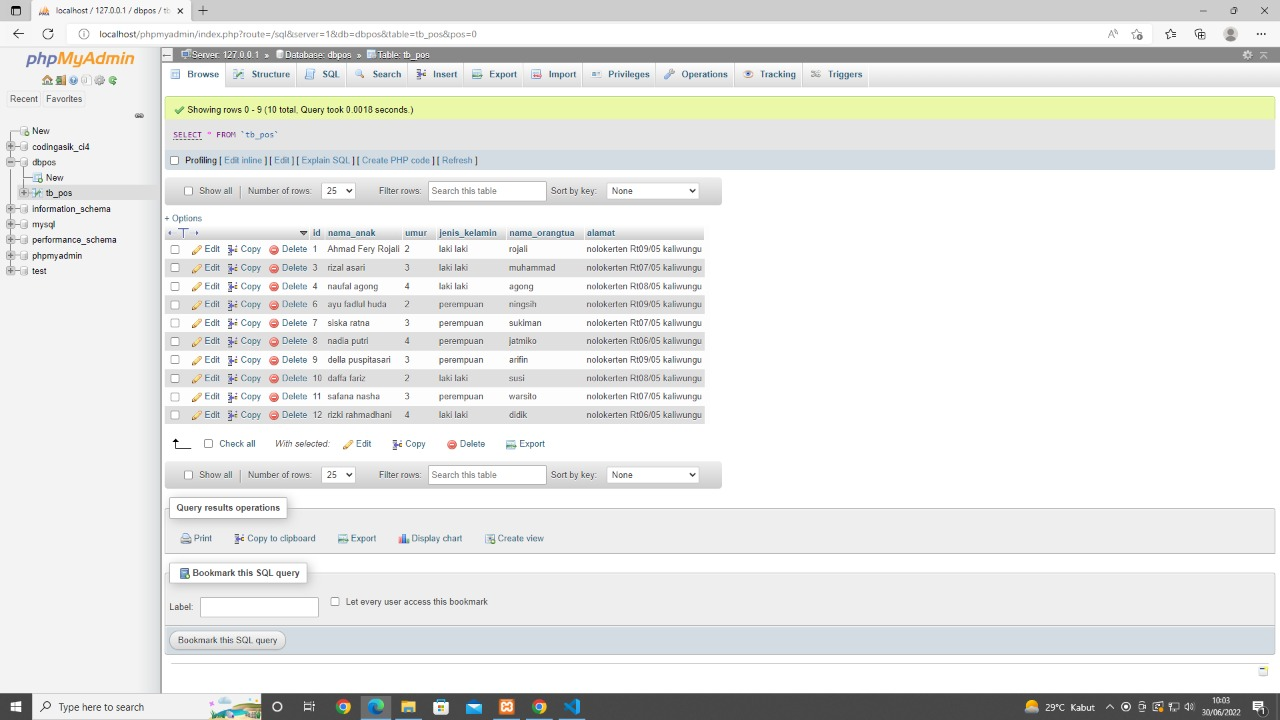 localhost / 127.0.0.1 / dbpos / tb
localhost/phpmyadmin/index.php?route=/sql&server=1&db=dbpos&table=tb_pos&pos=0
phpMyAdmin
Recent Favorites
New
codingasik_ci4
dbpos
New
tb_pos
information_schema
mysql
performance_schema
phpmyadmin
test
Server: 127.0.0.1 » Database: dbpos » Table: tb_pos
Browse Structure SQL Search Insert Export Import Privileges Operations Tracking Triggers
Showing rows 0 - 9 (10 total, Query took 0.0018 seconds.)
SELECT * FROM `tb_pos`
Profiling [ Edit inline ] [ Edit ] [ Explain SQL ] [ Create PHP code ] [ Refresh ]
Show all | Number of rows: 25 Filter rows: Search this table Sort by key: None
+ Options
id nama_anak umur jenis_kelamin nama_orangtua alamat
Edit Copy Delete 1 Ahmad Fery Rojali 2 laki laki rojali nolokerten Rt09/05 kaliwungu
Edit Copy Delete 3 rizal asari 3 laki laki muhammad nolokerten Rt07/05 kaliwungu
Edit Copy Delete 4 naufal agong 4 laki laki agong nolokerten Rt08/05 kaliwungu
Edit Copy Delete 6 ayu fadlul huda 2 perempuan ningsih nolokerten Rt09/05 kaliwungu
Edit Copy Delete 7 siska ratna 3 perempuan sukiman nolokerten Rt07/05 kaliwungu
Edit Copy Delete 8 nadia putri 4 perempuan jatmiko nolokerten Rt06/05 kaliwungu
Edit Copy Delete 9 della puspitasari 3 perempuan arifin nolokerten Rt09/05 kaliwungu
Edit Copy Delete 10 daffa fariz 2 laki laki susi nolokerten Rt08/05 kaliwungu
Edit Copy Delete 11 safana nasha 3 perempuan warsito nolokerten Rt07/05 kaliwungu
Edit Copy Delete 12 rizki rahmadhani 4 laki laki didik nolokerten Rt06/05 kaliwungu
Check all With selected: Edit Copy Delete Export
Show all | Number of rows: 25 Filter rows: Search this table Sort by key: None
Query results operations
Print Copy to clipboard Export Display chart Create view
Bookmark this SQL query
Label: Let every user access this bookmark
Bookmark this SQL query
Type here to search
29°C Kabut
10:03
30/06/2022
1